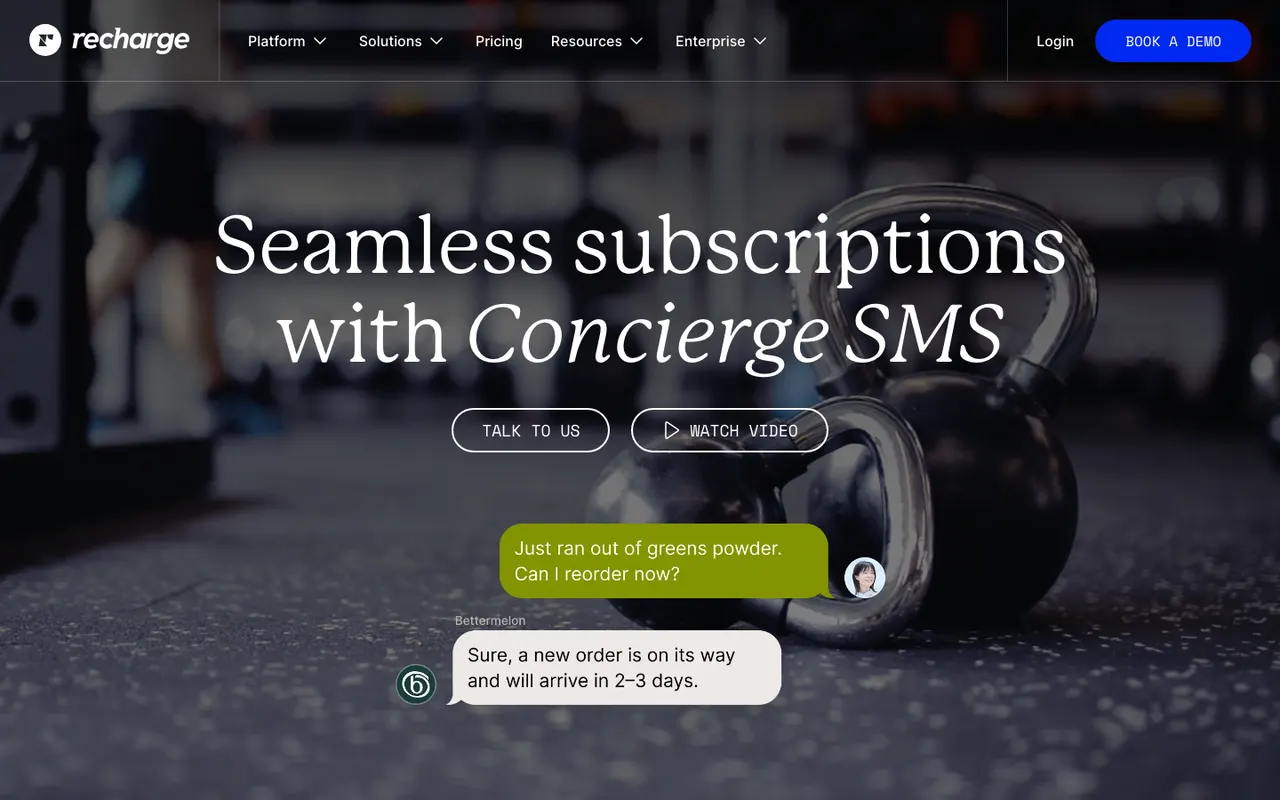 recharge
Platform
Solutions
Pricing
Resources
Enterprise
Login
BOOK A DEMO
Seamless subscriptions
with Concierge SMS
TALK TO US
WATCH VIDEO
Just ran out of greens powder.
Can I reorder now?
Bettermelon
Sure, a new order is on its way
and will arrive in 2–3 days.